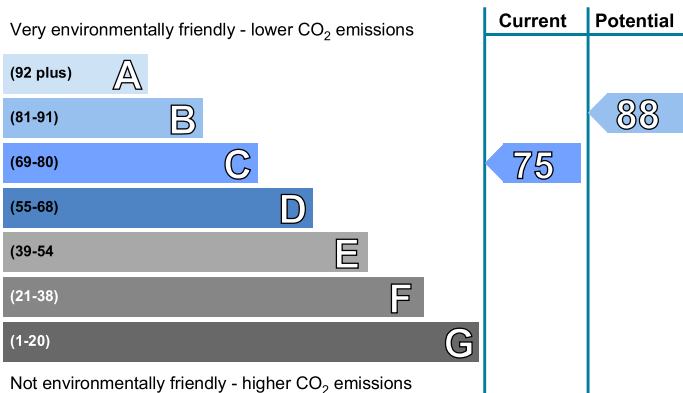 Very environmentally friendly - lower CO₂ emissions
Current
Potential
(92 plus) A
(81-91) B
88
(69-80) C
75
(55-68) D
(39-54 E
(21-38) F
(1-20) G
Not environmentally friendly - higher CO₂ emissions